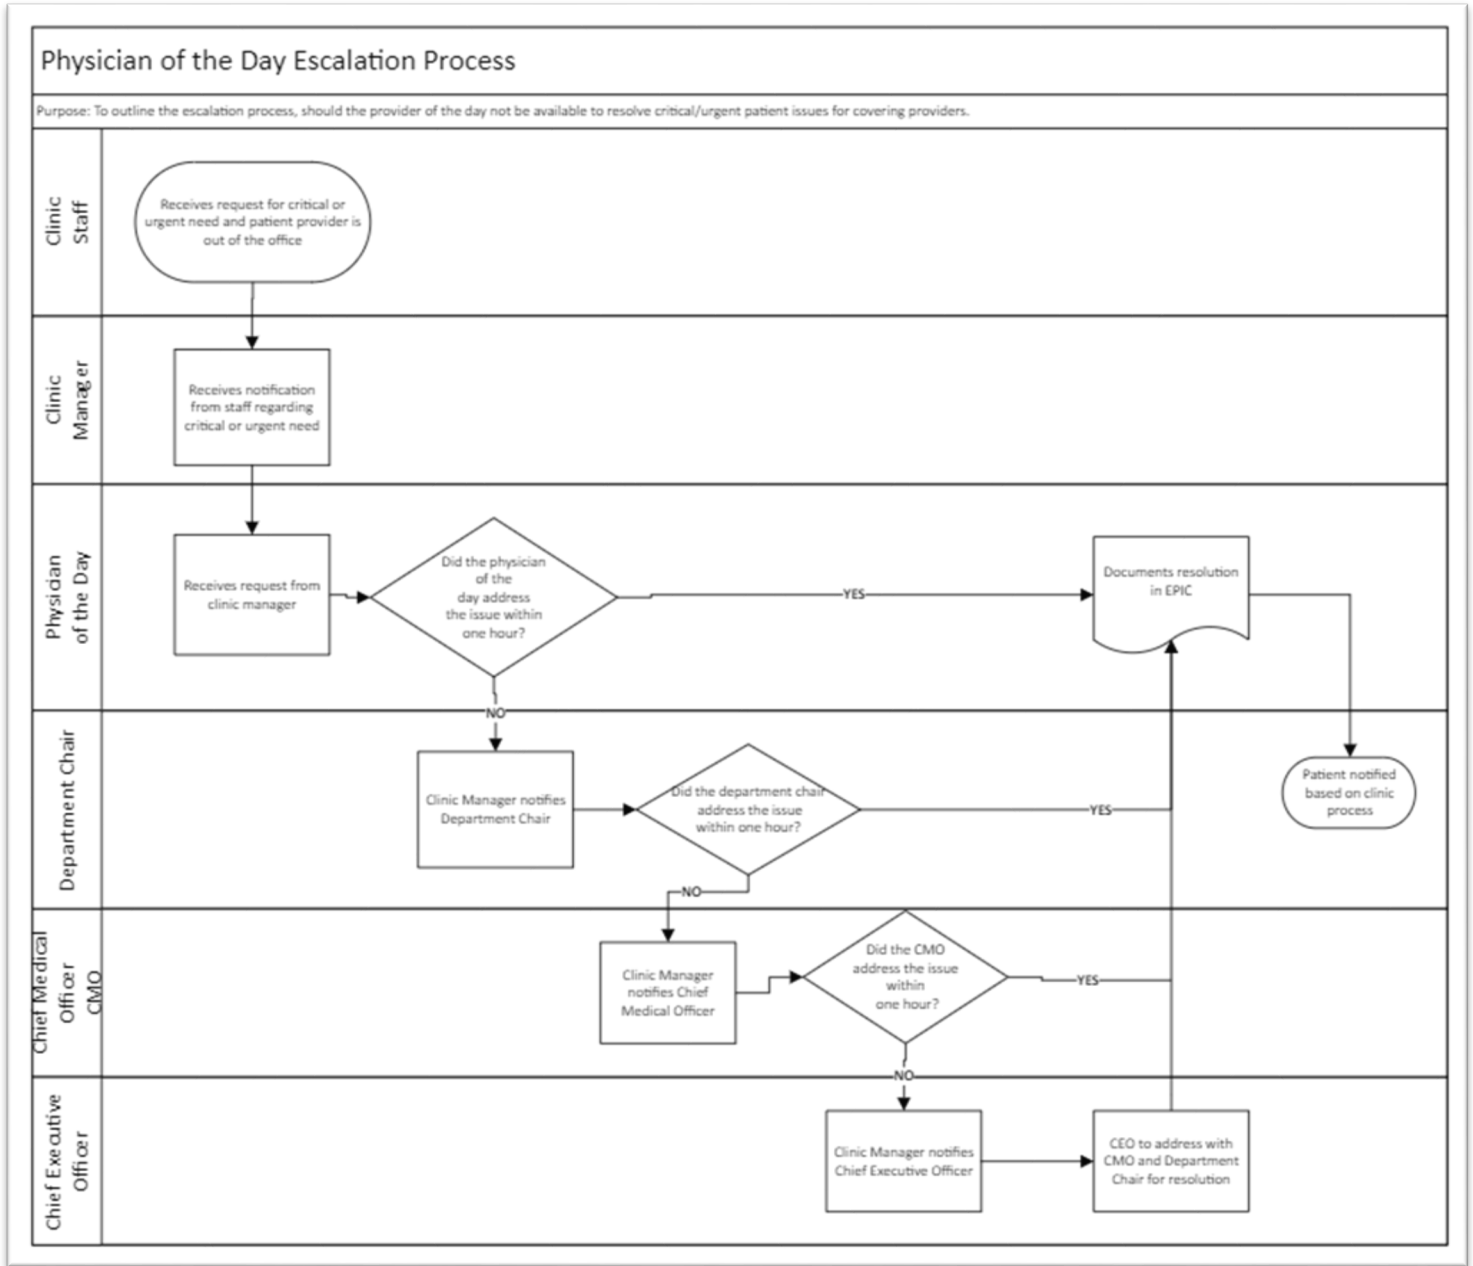 Physician of the Day Escalation Process
Purpose: To outline the escalation process, should the provider of the day not be available to resolve critical/urgent patient issues for covering providers.
Clinic
Staff
Receives request for critical or
urgent need and patient provider is
out of the office
Clinic
Manager
Receives notification
from staff regarding
critical or urgent need
Physician
of the Day
Receives request from
clinic manager
Did the physician
of the
day address
the issue within
one hour?
YES
Documents resolution
in EPIC
NO
Department Chair
Clinic Manager notifies
Department Chair
Did the department chair
address the issue
within one hour?
YES
Patient notified
based on clinic
process
NO
Chief Medical
Officer
CMO
Clinic Manager
notifies Chief
Medical Officer
Did the CMO
address the issue
within
one hour?
YES
NO
Chief Executive
Officer
Clinic Manager notifies
Chief Executive Officer
CEO to address with
CMO and Department
Chair for resolution